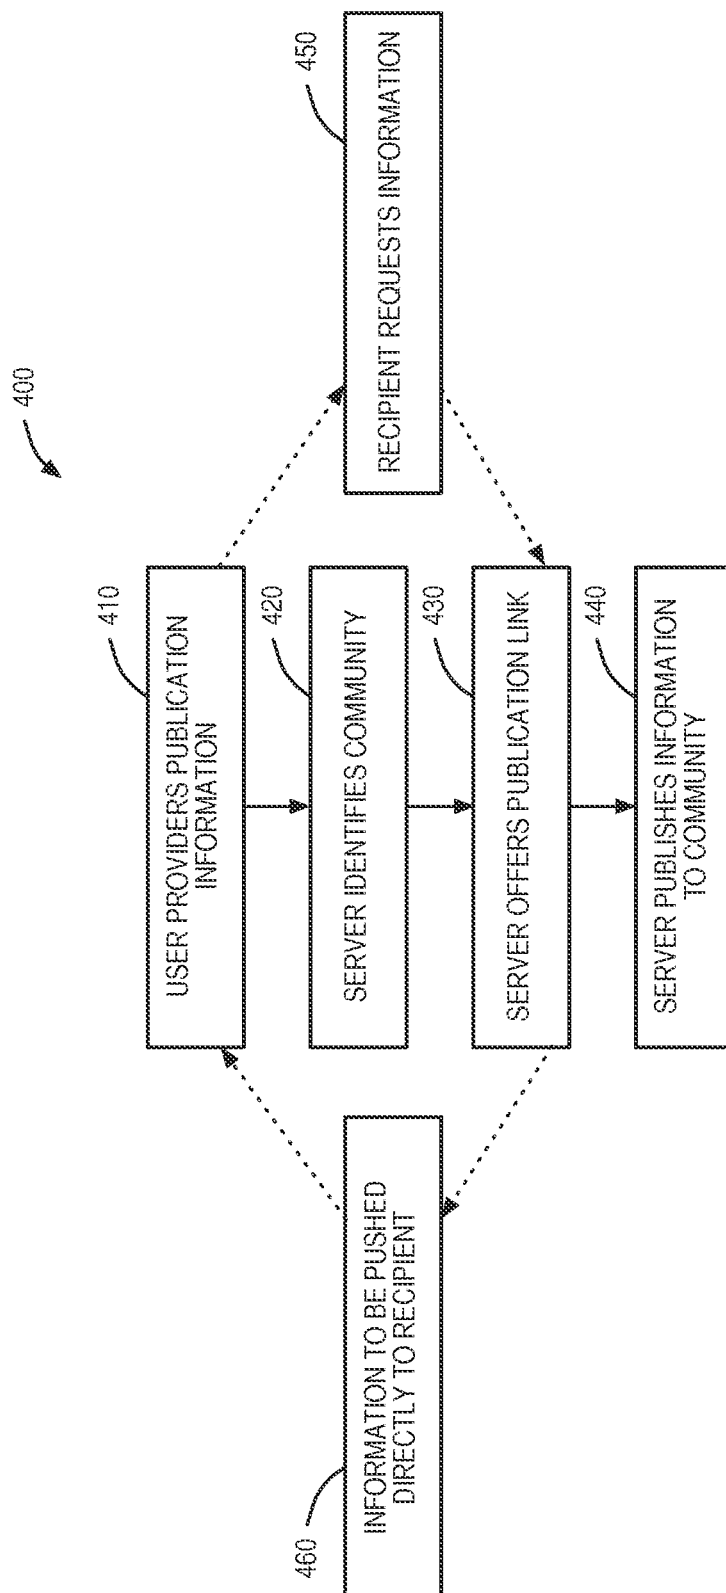 400
410
USER PROVIDERS PUBLICATION
INFORMATION
420
SERVER IDENTIFIES COMMUNITY
430
SERVER OFFERS PUBLICATION LINK
440
SERVER PUBLISHES INFORMATION
TO COMMUNITY
450
RECIPIENT REQUESTS INFORMATION
460
INFORMATION TO BE PUSHED
DIRECTLY TO RECIPIENT